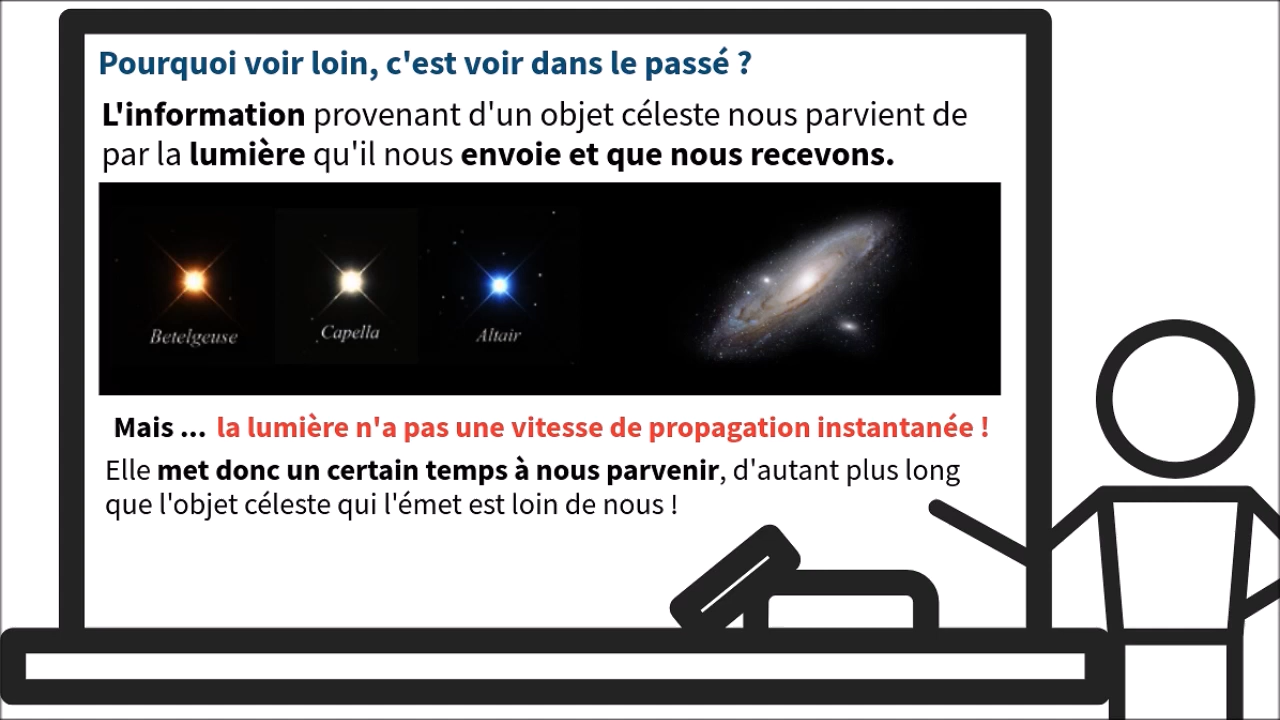 Pourquoi voir loin, c'est voir dans le passé ?
L'information provenant d'un objet céleste nous parvient de
par la lumière qu'il nous envoie et que nous recevons.
Betelgeuse
Capella
Altair
Mais ... la lumière n'a pas une vitesse de propagation instantanée !
Elle met donc un certain temps à nous parvenir, d'autant plus long
que l'objet céleste qui l'émet est loin de nous !